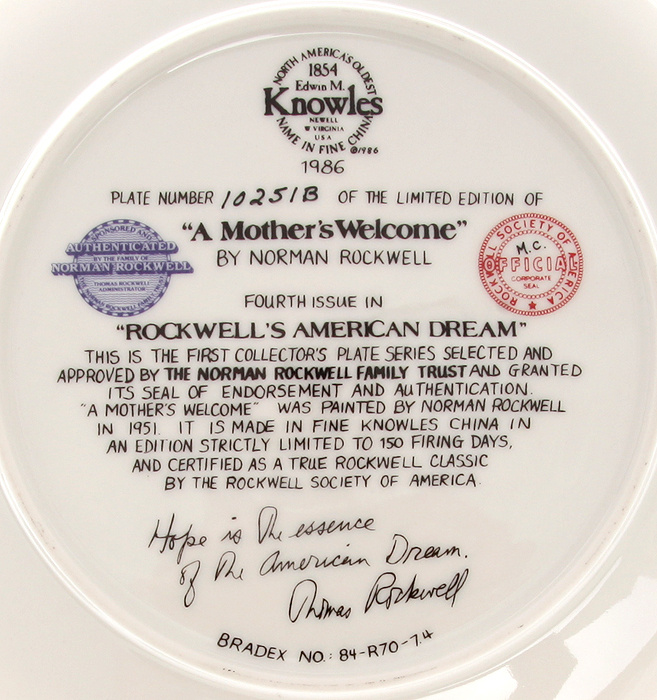 NORTH AMERICA'S OLDEST
1854
Edwin M.
Knowles
NEWELL
W VIRGINIA
USA
NAME IN FINE CHINA
©1986
1986
PLATE NUMBER 10251B OF THE LIMITED EDITION OF
"A Mother's Welcome"
BY NORMAN ROCKWELL
SPONSORED AND
AUTHENTICATED
BY THE FAMILY OF
NORMAN ROCKWELL
THOMAS ROCKWELL
ADMINISTRATOR
ROCKWELL SOCIETY OF AMERICA
M.C.
OFFICIAL
CORPORATE
SEAL
FOURTH ISSUE IN
"ROCKWELL'S AMERICAN DREAM"
THIS IS THE FIRST COLLECTOR'S PLATE SERIES SELECTED AND
APPROVED BY THE NORMAN ROCKWELL FAMILY TRUST AND GRANTED
ITS SEAL OF ENDORSEMENT AND AUTHENTICATION.
"A MOTHER'S WELCOME" WAS PAINTED BY NORMAN ROCKWELL
IN 1951. IT IS MADE IN FINE KNOWLES CHINA IN
AN EDITION STRICTLY LIMITED TO 150 FIRING DAYS,
AND CERTIFIED AS A TRUE ROCKWELL CLASSIC
BY THE ROCKWELL SOCIETY OF AMERICA.
Hope is the essence
of the American Dream.
Thomas Rockwell
BRADEX NO.: 84-R70-7.4